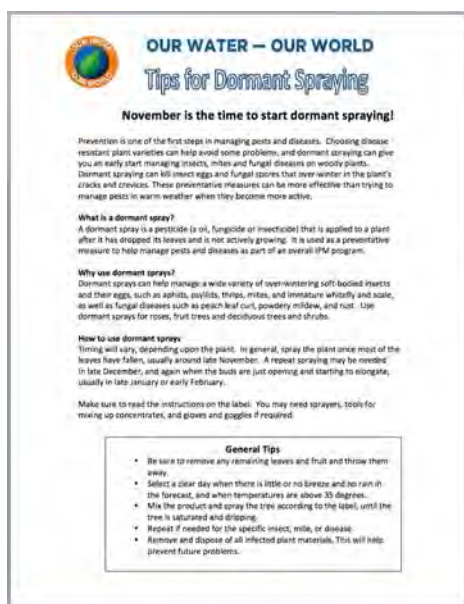 OUR WATER
OUR WORLD
OUR WATER — OUR WORLD
Tips for Dormant Spraying
November is the time to start dormant spraying!
Prevention is one of the first steps in managing pests and diseases. Choosing disease
resistant plant varieties can help avoid some problems, and dormant spraying can give
you an early start managing insects, mites and fungal diseases on woody plants.
Dormant spraying can kill insect eggs and fungal spores that over-winter in the plant's
cracks and crevices. These preventative measures can be more effective than trying to
manage pests in warm weather when they become more active.
What is a dormant spray?
A dormant spray is a pesticide (a oil, fungicide or insecticide) that is applied to a plant
after it has dropped its leaves and is not actively growing. It is used as a preventative
measure to help manage pests and diseases as part of an overall IPM program.
Why use dormant sprays?
Dormant sprays can help manage a wide variety of over-wintering soft-bodied insects
and their eggs, such as aphids, psyllids, thrips, mites, and immature whitefly and scale,
as well as fungal diseases such as peach leaf curl, powdery mildew, and rust. Use
dormant sprays for roses, fruit trees and deciduous trees and shrubs.
How to use dormant sprays
Timing will vary, depending upon the plant. In general, spray the plant once most of the
leaves have fallen, usually around late November. A repeat spraying may be needed
in late December, and again when the buds are just opening and starting to elongate,
usually in late January or early February.
Make sure to read the instructions on the label. You may need sprayers, tools for
mixing up concentrates, and gloves and goggles if required.
General Tips
• Be sure to remove any remaining leaves and fruit and throw them
away.
• Select a clear day when there is little or no breeze and no rain in
the forecast, and when temperatures are above 35 degrees.
• Mix the product and spray the tree according to the label, until the
tree is saturated and dripping.
• Repeat if needed for the specific insect, mite, or disease.
• Remove and dispose of all infected plant materials. This will help
prevent future problems.